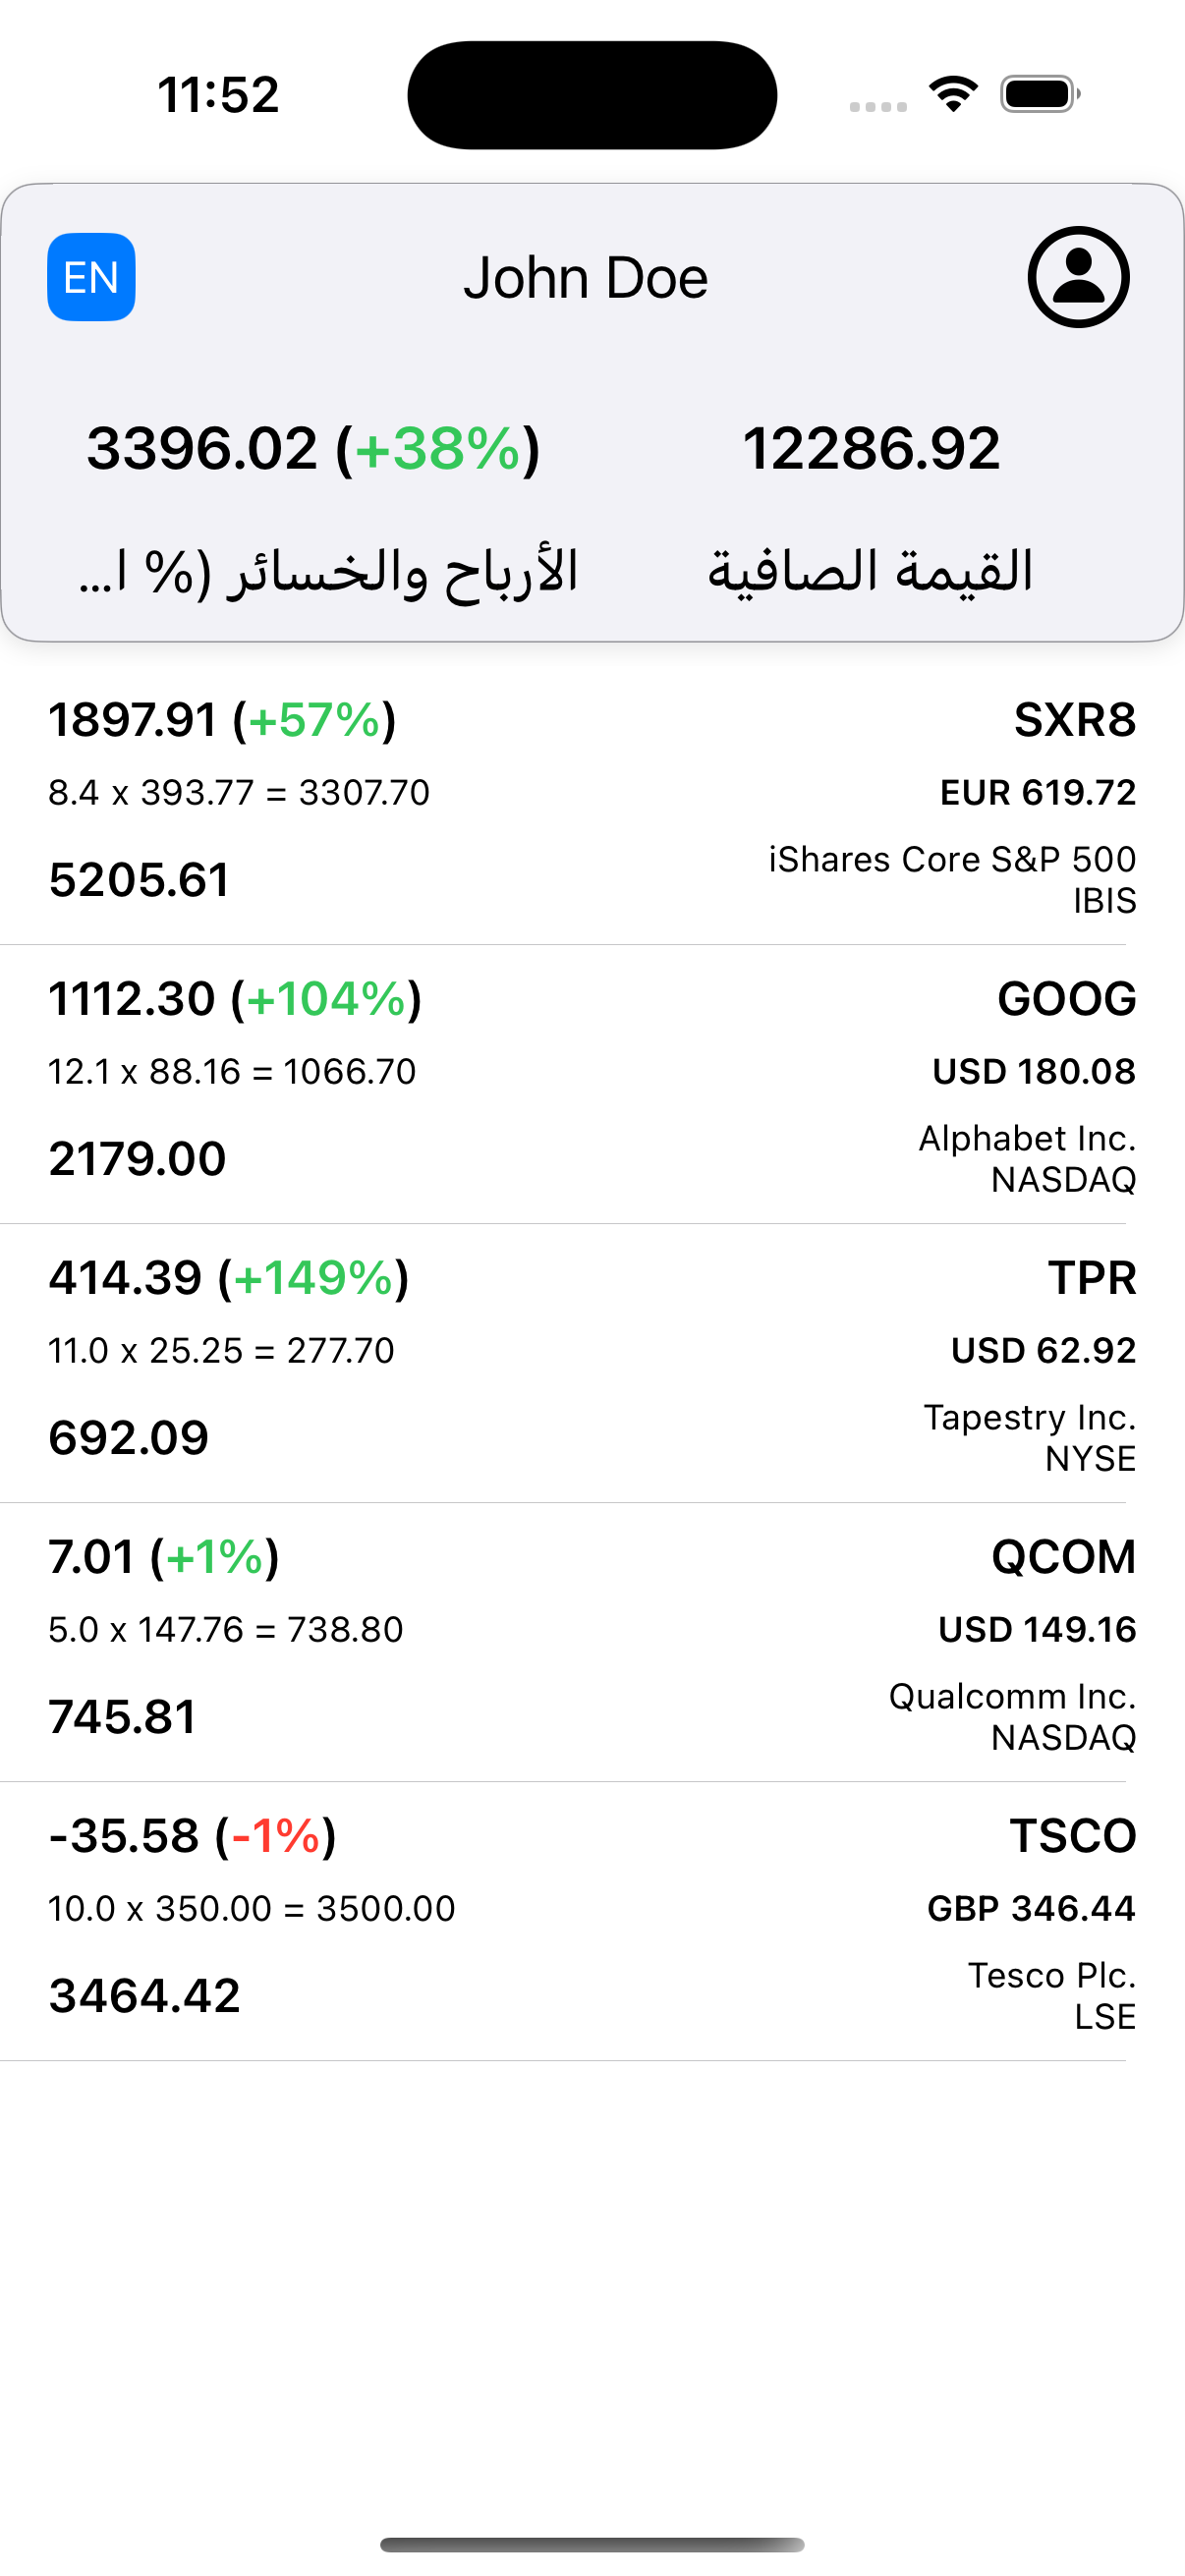 11:52
EN
John Doe
3396.02 (+38%)
12286.92
الأرباح والخسائر (% ا...
القيمة الصافية
1897.91 (+57%)
SXR8
8.4 x 393.77 = 3307.70
EUR 619.72
5205.61
iShares Core S&P 500
IBIS
1112.30 (+104%)
GOOG
12.1 x 88.16 = 1066.70
USD 180.08
2179.00
Alphabet Inc.
NASDAQ
414.39 (+149%)
TPR
11.0 x 25.25 = 277.70
USD 62.92
692.09
Tapestry Inc.
NYSE
7.01 (+1%)
QCOM
5.0 x 147.76 = 738.80
USD 149.16
745.81
Qualcomm Inc.
NASDAQ
-35.58 (-1%)
TSCO
10.0 x 350.00 = 3500.00
GBP 346.44
3464.42
Tesco Plc.
LSE